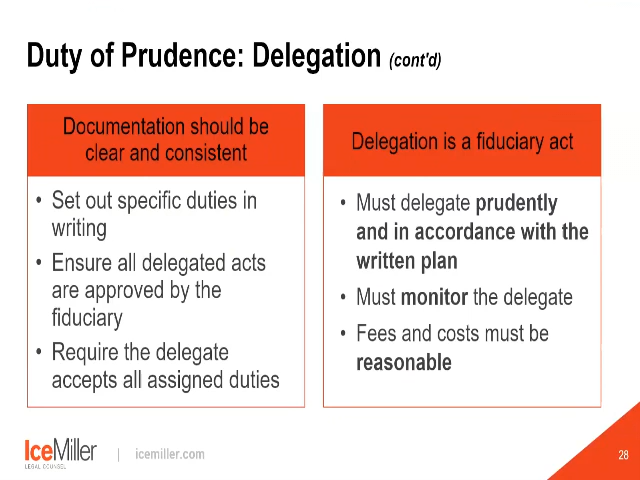 Duty of Prudence: Delegation (cont'd)
Documentation should be
clear and consistent
• Set out specific duties in
writing
• Ensure all delegated acts
are approved by the
fiduciary
• Require the delegate
accepts all assigned duties
Delegation is a fiduciary act
• Must delegate prudently
and in accordance with the
written plan
• Must monitor the delegate
• Fees and costs must be
reasonable
IceMiller
LEGAL COUNSEL
icemiller.com
28